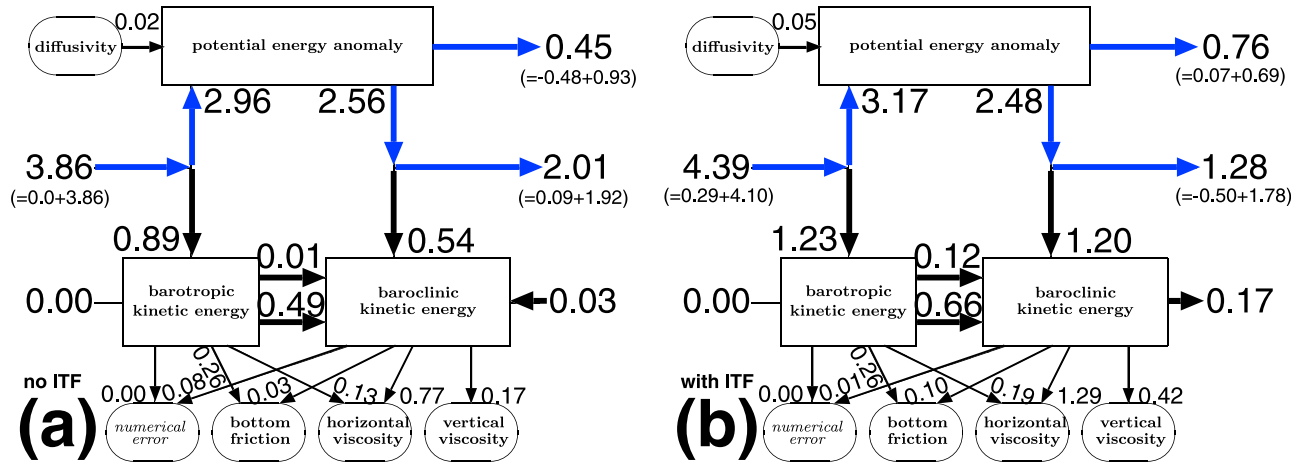 0.02
diffusivity
potential energy anomaly
0.45
(=-0.48+0.93)
2.96
2.56
3.86
(=0.0+3.86)
2.01
(=0.09+1.92)
0.89
0.01
0.54
0.00
barotropic
kinetic energy
0.49
baroclinic
kinetic energy
0.03
no ITF
(a)
0.00
0.08
0.26
0.03
0.13
0.77
0.17
numerical
error
bottom
friction
horizontal
viscosity
vertical
viscosity
0.05
diffusivity
potential energy anomaly
0.76
(=0.07+0.69)
3.17
2.48
4.39
(=0.29+4.10)
1.28
(=-0.50+1.78)
1.23
0.12
1.20
0.00
barotropic
kinetic energy
0.66
baroclinic
kinetic energy
0.17
with ITF
(b)
0.00
0.01
0.26
0.10
0.19
1.29
0.42
numerical
error
bottom
friction
horizontal
viscosity
vertical
viscosity